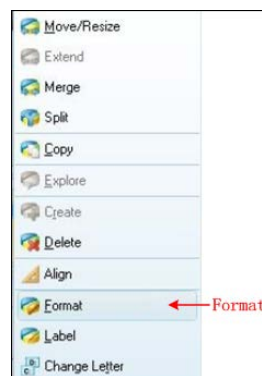 Move/Resize
Extend
Merge
Split
Copy
Explore
Create
Delete
Align
Format
Format
Label
Change Letter